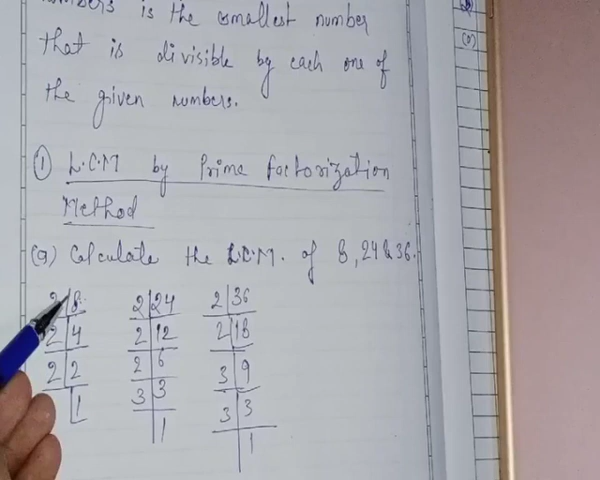 numbers is the smallest number
that is divisible by each one of
the given numbers.
(1) L.C.M by Prime factorization
Method
(a) Calculate the L.C.M. of 8, 24 & 36.
2 8 2 24 2 36
2 4 2 12 2 18
2 2 2 6 3 9
1 3 3 3 3
1 1